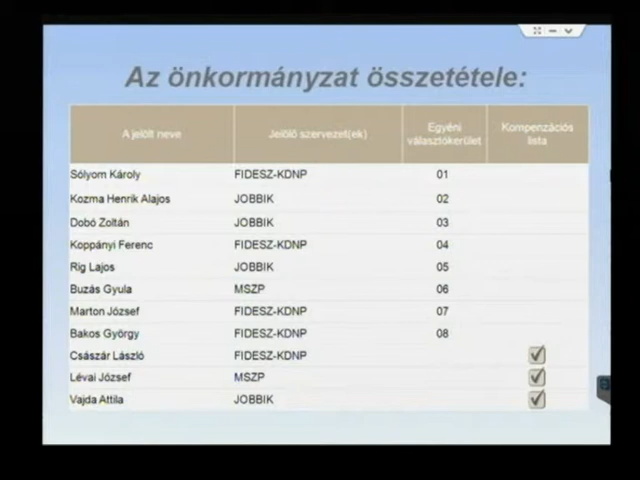 Az önkormányzat összetétele:
A jelölt neve Jelölő szervezet(ek) Egyéni választókerület Kompenzációs lista
Sólyom Károly FIDESZ-KDNP 01
Kozma Henrik Alajos JOBBIK 02
Dobó Zoltán JOBBIK 03
Koppányi Ferenc FIDESZ-KDNP 04
Rig Lajos JOBBIK 05
Buzás Gyula MSZP 06
Marton József FIDESZ-KDNP 07
Bakos György FIDESZ-KDNP 08
Császár László FIDESZ-KDNP
Lévai József MSZP
Vajda Attila JOBBIK